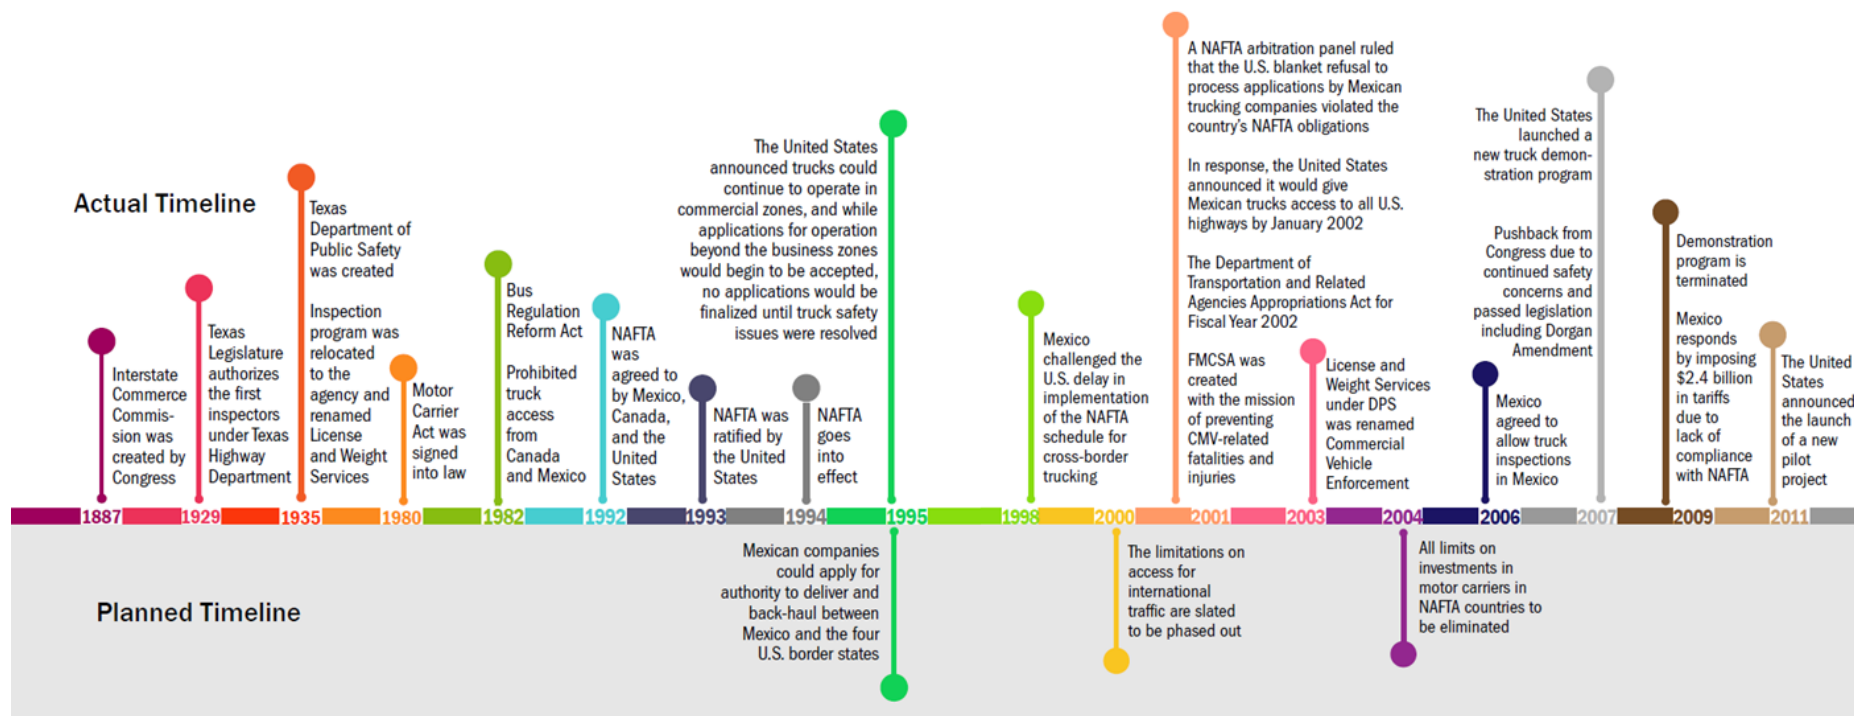 Actual Timeline
Interstate
Commerce
Commis-
sion was
created by
Congress
Texas
Legislature
authorizes
the first
inspectors
under Texas
Highway
Department
Texas
Department of
Public Safety
was created
Inspection
program was
relocated
to the
agency and
renamed
License
and Weight
Services
Motor
Carrier
Act was
signed
into law
Bus
Regulation
Reform Act
Prohibited
truck
access
from
Canada
and Mexico
NAFTA
was
agreed to
by Mexico,
Canada,
and the
United
States
NAFTA was
ratified by
the United
States
NAFTA
goes
into
effect
The United States
announced trucks could
continue to operate in
commercial zones, and while
applications for operation
beyond the business zones
would begin to be accepted,
no applications would be
finalized until truck safety
issues were resolved
Mexico
challenged the
U.S. delay in
implementation
of the NAFTA
schedule for
cross-border
trucking
A NAFTA arbitration panel ruled
that the U.S. blanket refusal to
process applications by Mexican
trucking companies violated the
country's NAFTA obligations
In response, the United States
announced it would give
Mexican trucks access to all U.S.
highways by January 2002
The Department of
Transportation and Related
Agencies Appropriations Act for
Fiscal Year 2002
FMCSA was
created
with the mission
of preventing
CMV-related
fatalities and
injuries
License and
Weight Services
under DPS
was renamed
Commercial
Vehicle
Enforcement
Mexico
agreed to
allow truck
inspections
in Mexico
The United States
launched a
new truck demon-
stration program
Pushback from
Congress due to
continued safety
concerns and
passed legislation
including Dorgan
Amendment
Demonstration
program is
terminated
Mexico
responds
by imposing
$2.4 billion
in tariffs
due to
lack of
compliance
with NAFTA
The United
States
announced
the launch
of a new
pilot
project
1887 1929 1935 1980 1982 1992 1993 1994 1995 1998 2000 2001 2003 2004 2006 2007 2009 2011
Planned Timeline
Mexican companies
could apply for
authority to deliver and
back-haul between
Mexico and the four
U.S. border states
The limitations on
access for
international
traffic are slated
to be phased out
All limits on
investments in
motor carriers in
NAFTA countries to
be eliminated